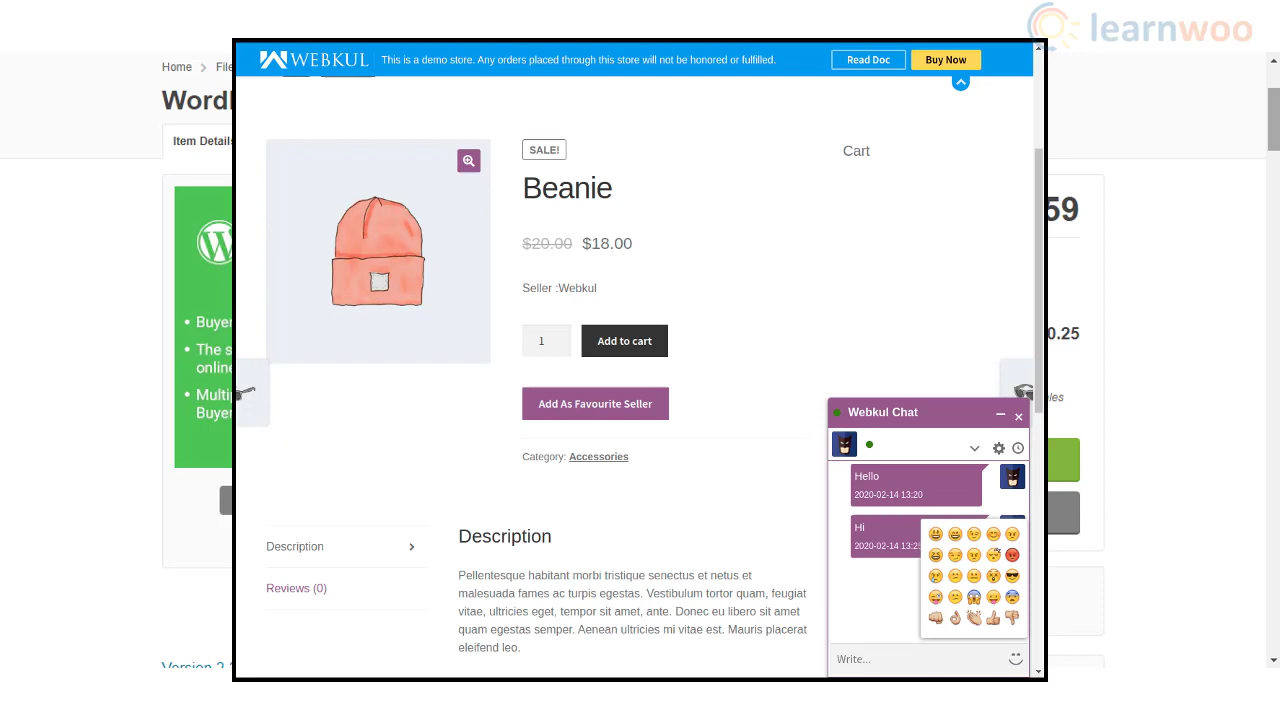 learnwoo
Home
File
Item Details
WEBKUL This is a demo store. Any orders placed through this store will not be honored or fulfilled. Read Doc Buy Now
SALE!
Cart
Beanie
$20.00 $18.00
Seller :Webkul
1 Add to cart
Add As Favourite Seller
Category: Accessories
Description
Reviews (0)
Description
Pellentesque habitant morbi tristique senectus et netus et
malesuada fames ac turpis egestas. Vestibulum tortor quam, feugiat
vitae, ultricies eget, tempor sit amet, ante. Donec eu libero sit amet
quam egestas semper. Aenean ultricies mi vitae est. Mauris placerat
eleifend leo.
Webkul Chat
Hello
2020-02-14 13:20
Hi
2020-02-14 13:2
Write...
Buyer
The s
online
Multi
Buyer
59
0.25
Version 2